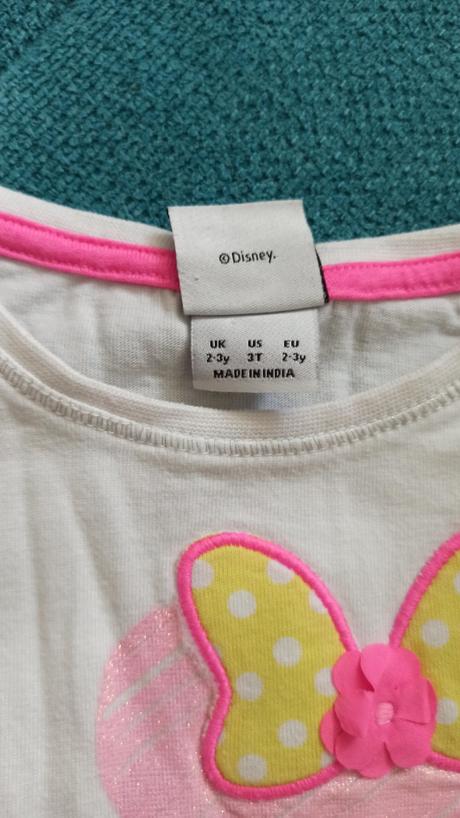 ©Disney.
UK US EU
2-3y 3T 2-3y
MADE IN INDIA